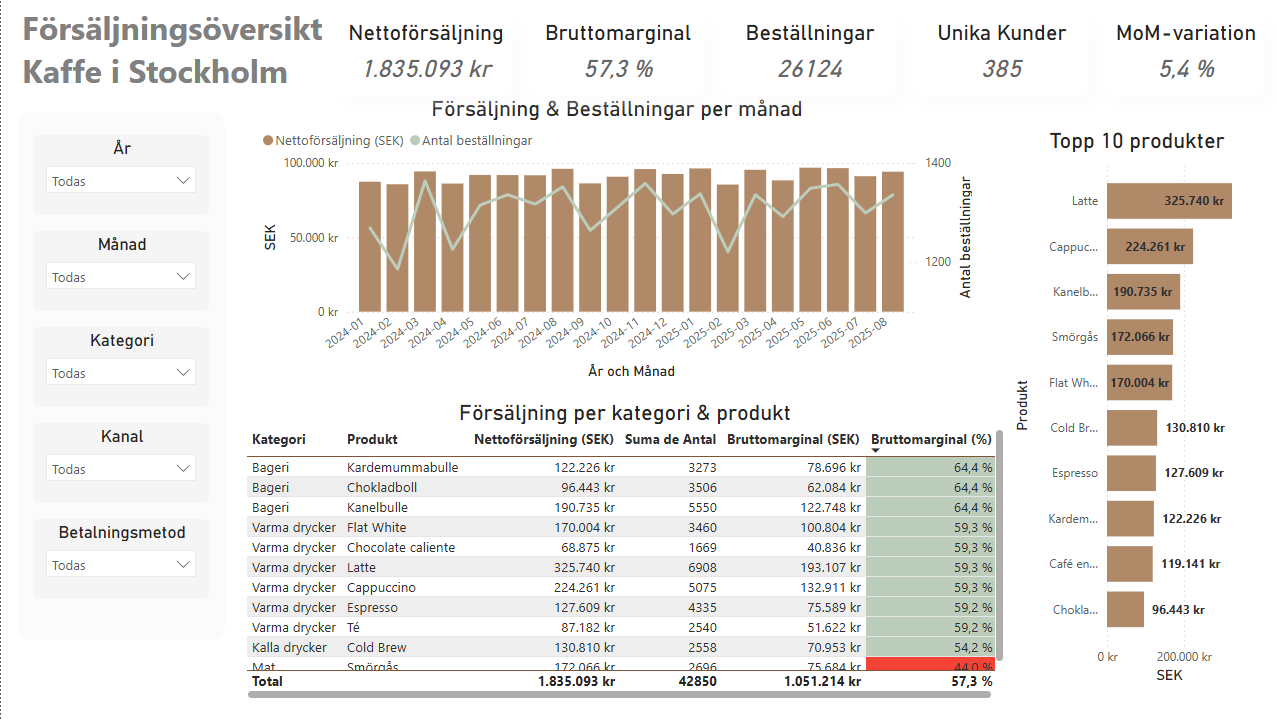 Försäljningsöversikt
Kaffe i Stockholm
Nettoförsäljning
1.835.093 kr
Bruttomarginal
57,3 %
Beställningar
26124
Unika Kunder
385
MoM-variation
5,4 %
År
Todas
Månad
Todas
Kategori
Todas
Kanal
Todas
Betalningsmetod
Todas
Försäljning & Beställningar per månad
Nettoförsäljning (SEK) Antal beställningar
100.000 kr
50.000 kr
0 kr
SEK
1400
1200
Antal beställningar
2024-01 2024-02 2024-03 2024-04 2024-05 2024-06 2024-07 2024-08 2024-09 2024-10 2024-11 2024-12 2025-01 2025-02 2025-03 2025-04 2025-05 2025-06 2025-07 2025-08
År och Månad
Försäljning per kategori & produkt
Kategori Produkt Nettoförsäljning (SEK) Suma de Antal Bruttomarginal (SEK) Bruttomarginal (%)
Bageri Kardemummabulle 122.226 kr 3273 78.696 kr 64,4 %
Bageri Chokladboll 96.443 kr 3506 62.084 kr 64,4 %
Bageri Kanelbulle 190.735 kr 5550 122.748 kr 64,4 %
Varma drycker Flat White 170.004 kr 3460 100.804 kr 59,3 %
Varma drycker Chocolate caliente 68.875 kr 1669 40.836 kr 59,3 %
Varma drycker Latte 325.740 kr 6908 193.107 kr 59,3 %
Varma drycker Cappuccino 224.261 kr 5075 132.911 kr 59,3 %
Varma drycker Espresso 127.609 kr 4335 75.589 kr 59,2 %
Varma drycker Té 87.182 kr 2540 51.622 kr 59,2 %
Kalla drycker Cold Brew 130.810 kr 2558 70.953 kr 54,2 %
Mat Smörgås 172.066 kr 2696 75.684 kr 44,0 %
Total 1.835.093 kr 42850 1.051.214 kr 57,3 %
Topp 10 produkter
Produkt
Latte 325.740 kr
Cappuc... 224.261 kr
Kanelb... 190.735 kr
Smörgås 172.066 kr
Flat Wh... 170.004 kr
Cold Br... 130.810 kr
Espresso 127.609 kr
Kardem... 122.226 kr
Café en... 119.141 kr
Chokla... 96.443 kr
0 kr 200.000 kr
SEK